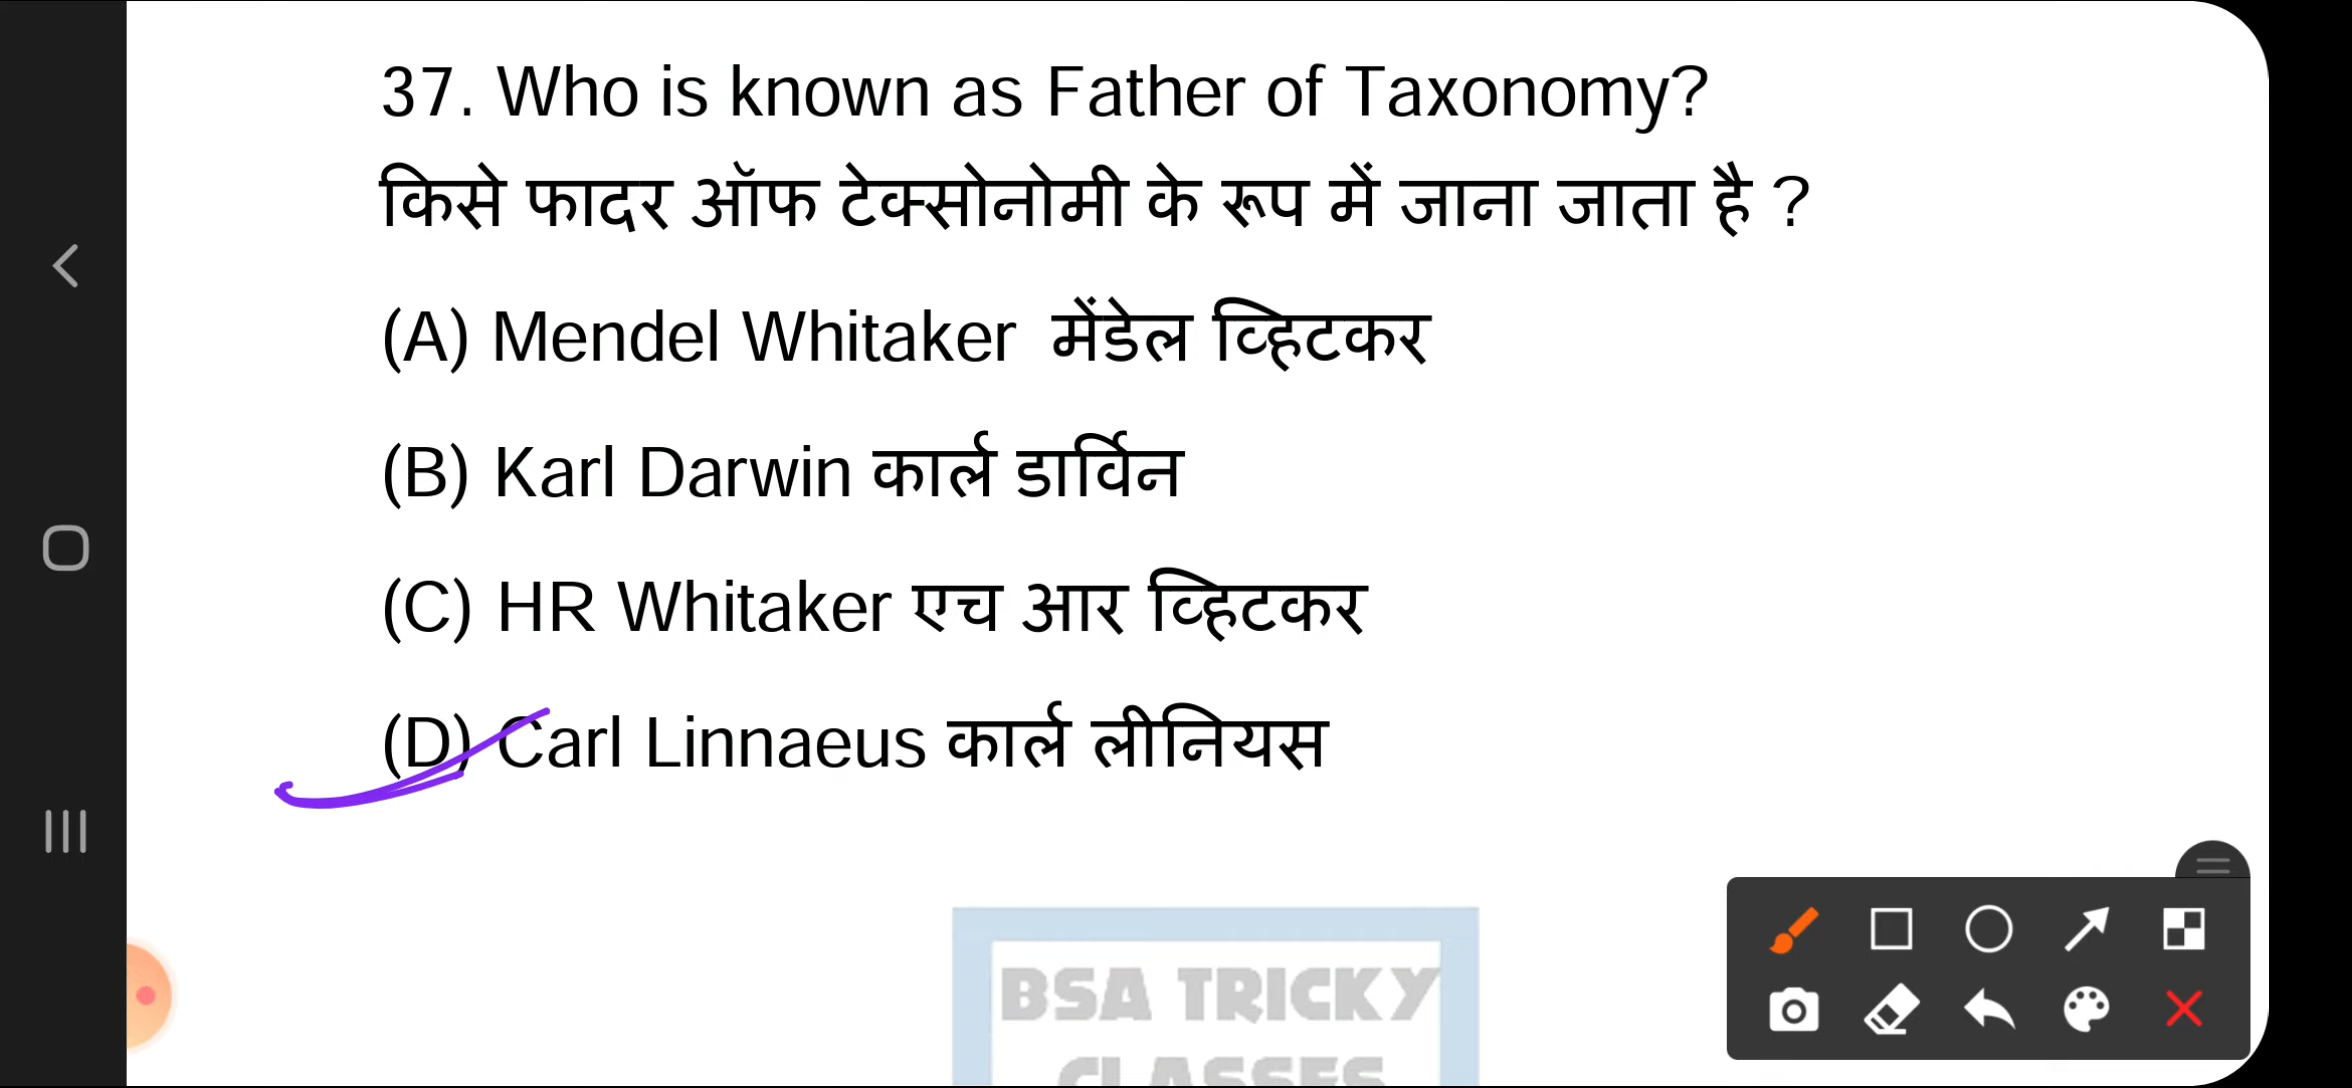 37. Who is known as Father of Taxonomy?
किसे फादर ऑफ टेक्सोनोमी के रूप में जाना जाता है ?
(A) Mendel Whitaker मेंडेल व्हिटकर
(B) Karl Darwin कार्ल डार्विन
(C) HR Whitaker एच आर व्हिटकर
(D) Carl Linnaeus कार्ल लीनियस
BSA TRICKY
CLASSES